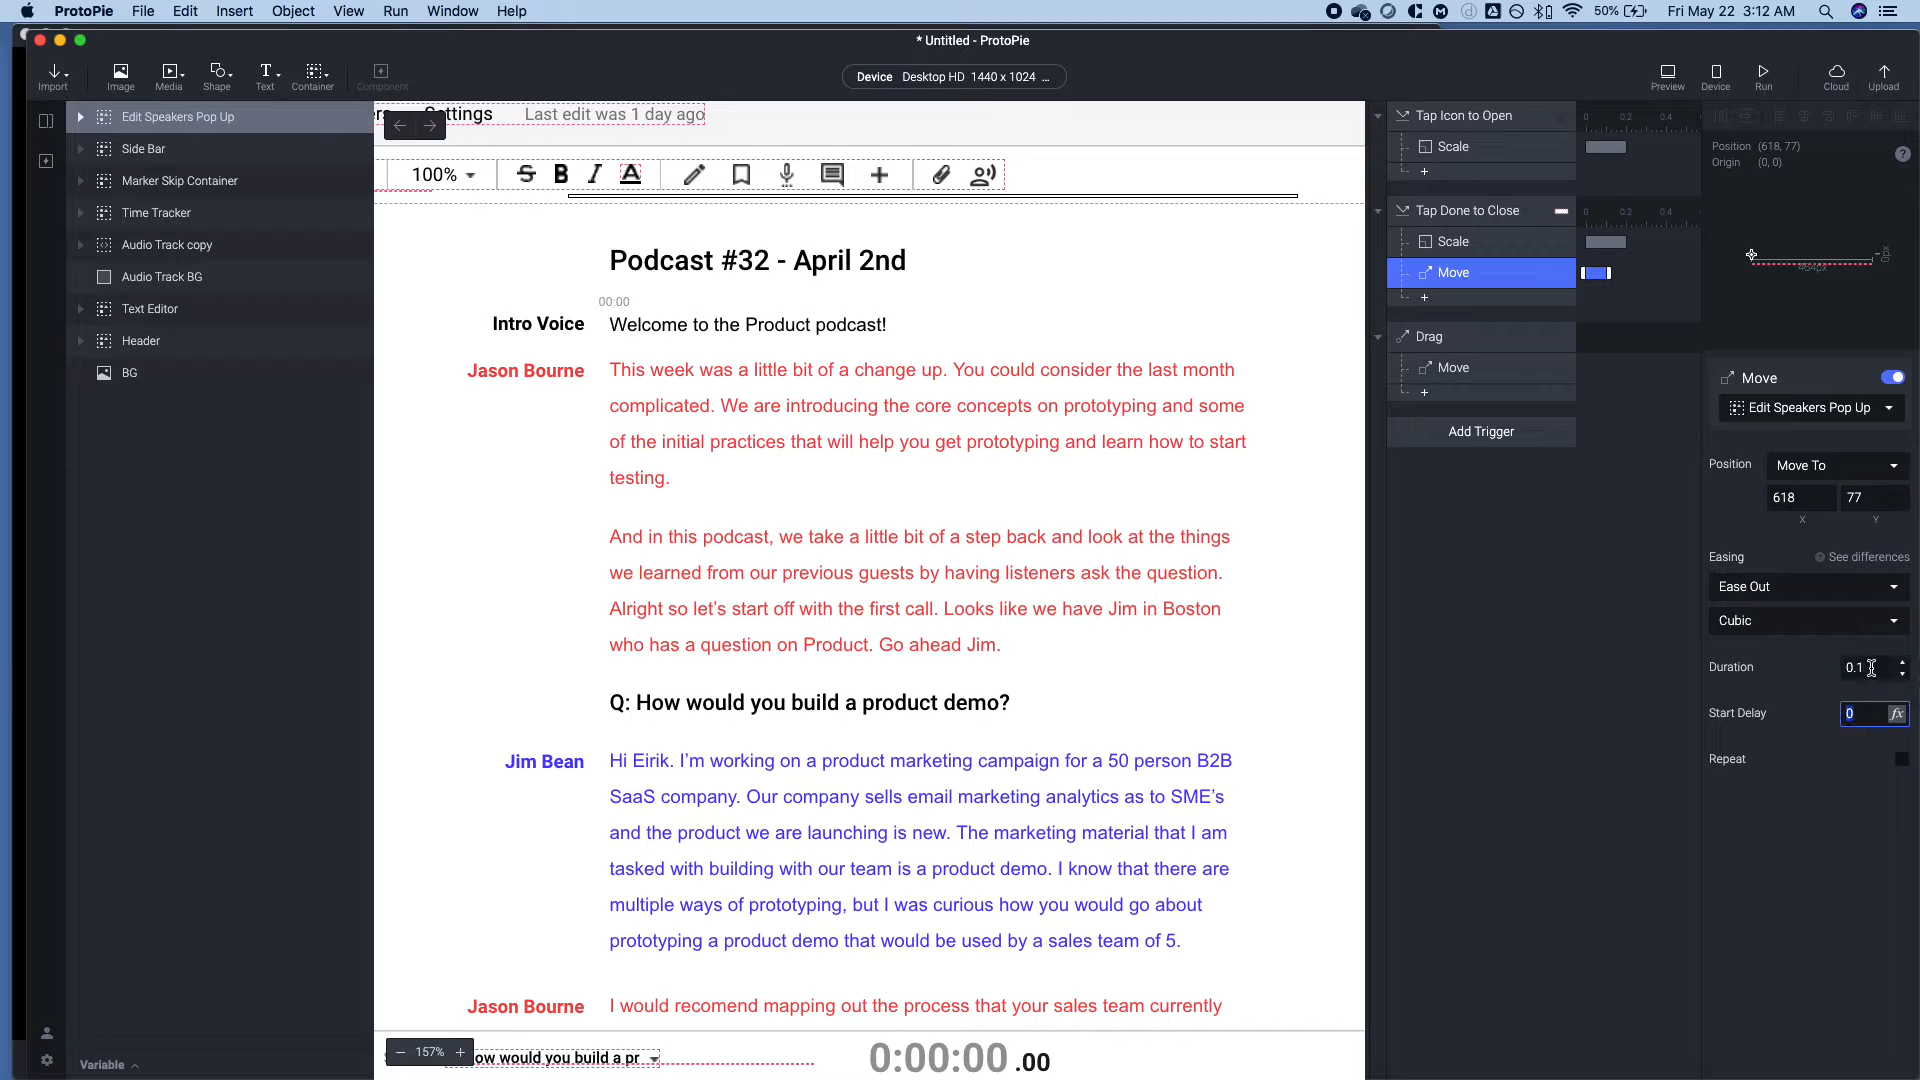 ProtoPie File Edit Insert Object View Run Window Help
50% Fri May 22 3:12 AM
* Untitled - ProtoPie
Import Image Media Shape Text Container Component
Device Desktop HD 1440 x 1024 ...
Preview Device Run Cloud Upload
Edit Speakers Pop Up
Side Bar
Marker Skip Container
Time Tracker
Audio Track copy
Audio Track BG
Text Editor
Header
BG
Variable
Settings Last edit was 1 day ago
100%
Podcast #32 - April 2nd
00:00
Intro Voice Welcome to the Product podcast!
Jason Bourne This week was a little bit of a change up. You could consider the last month
complicated. We are introducing the core concepts on prototyping and some
of the initial practices that will help you get prototyping and learn how to start
testing.
And in this podcast, we take a little bit of a step back and look at the things
we learned from our previous guests by having listeners ask the question.
Alright so let's start off with the first call. Looks like we have Jim in Boston
who has a question on Product. Go ahead Jim.
Q: How would you build a product demo?
Jim Bean Hi Eirik. I'm working on a product marketing campaign for a 50 person B2B
SaaS company. Our company sells email marketing analytics as to SME's
and the product we are launching is new. The marketing material that I am
tasked with building with our team is a product demo. I know that there are
multiple ways of prototyping, but I was curious how you would go about
prototyping a product demo that would be used by a sales team of 5.
Jason Bourne I would recomend mapping out the process that your sales team currently
157%
ow would you build a pr
0:00:00 .00
Tap Icon to Open
0 0.2 0.4
Scale
+
Tap Done to Close
0 0.2 0.4
Scale
Move
+
Drag
Move
+
Add Trigger
Position (618, 77)
Origin (0, 0)
?
464px
0px
Move
Edit Speakers Pop Up
Position Move To
618 77
X Y
Easing See differences
Ease Out
Cubic
Duration 0.1
Start Delay 0 fx
Repeat